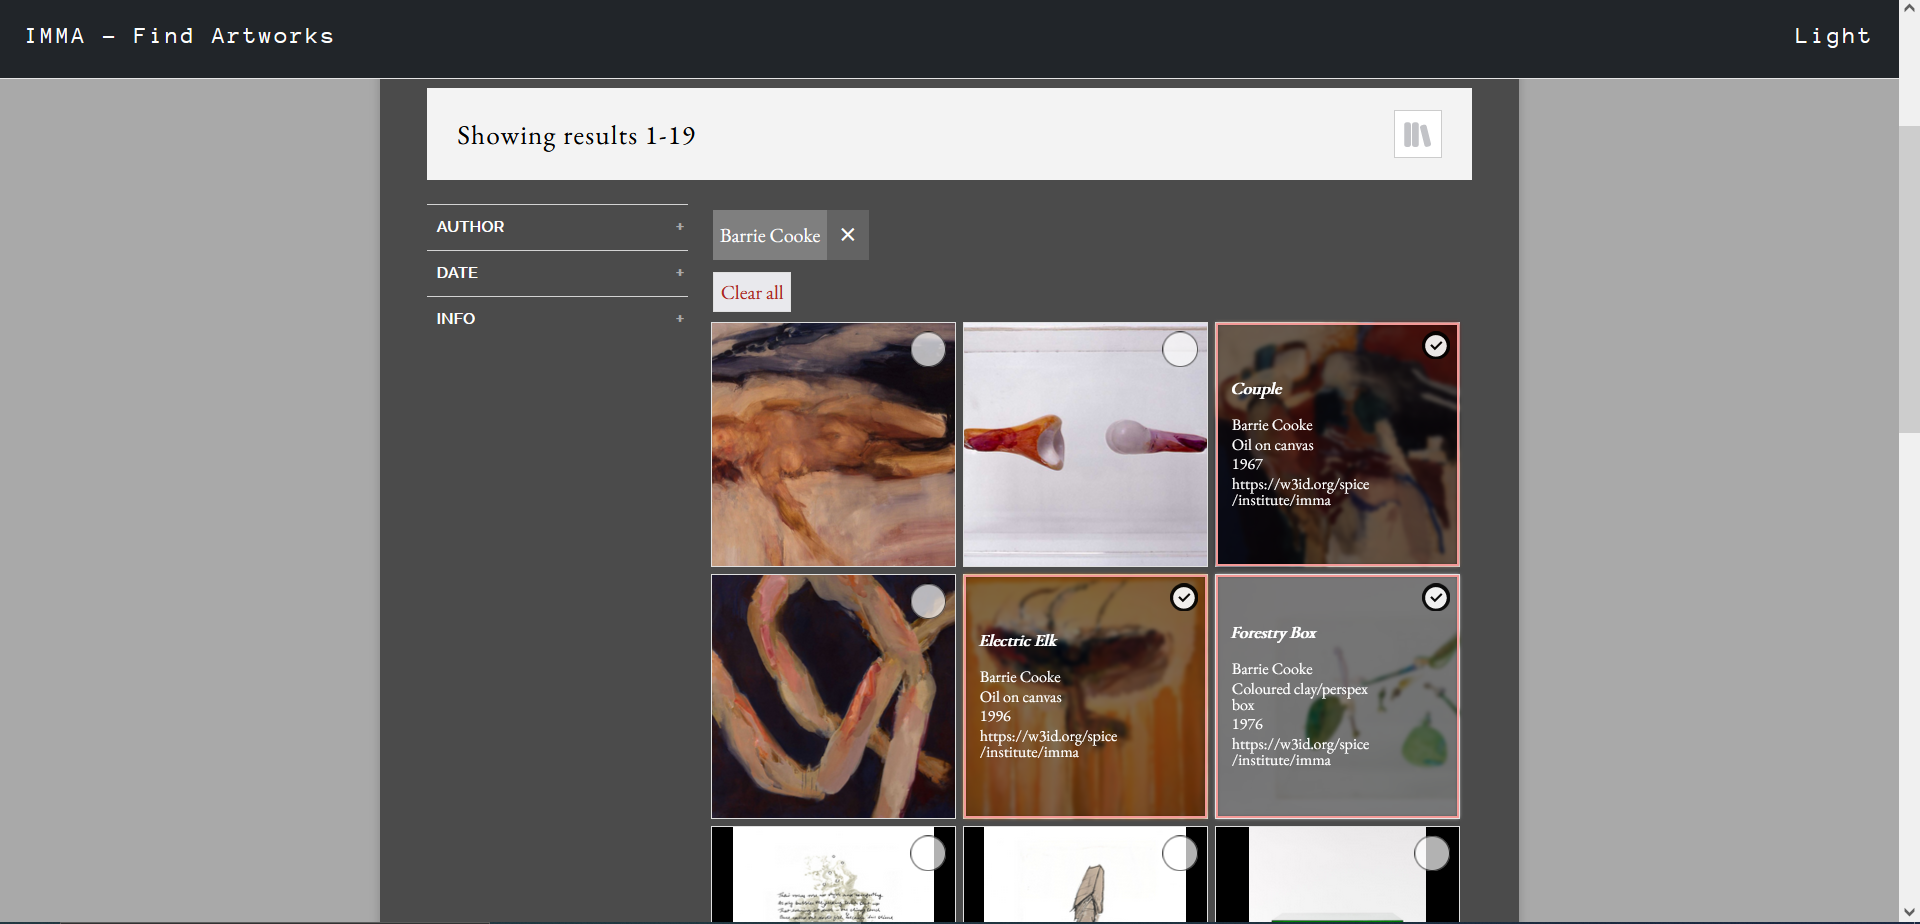 IMMA – Find Artworks
Light
Showing results 1-19
AUTHOR +
DATE +
INFO +
Barrie Cooke ×
Clear all
Couple
Barrie Cooke
Oil on canvas
1967
https://w3id.org/spice
/institute/imma
Electric Elk
Barrie Cooke
Oil on canvas
1996
https://w3id.org/spice
/institute/imma
Forestry Box
Barrie Cooke
Coloured clay/perspex
box
1976
https://w3id.org/spice
/institute/imma